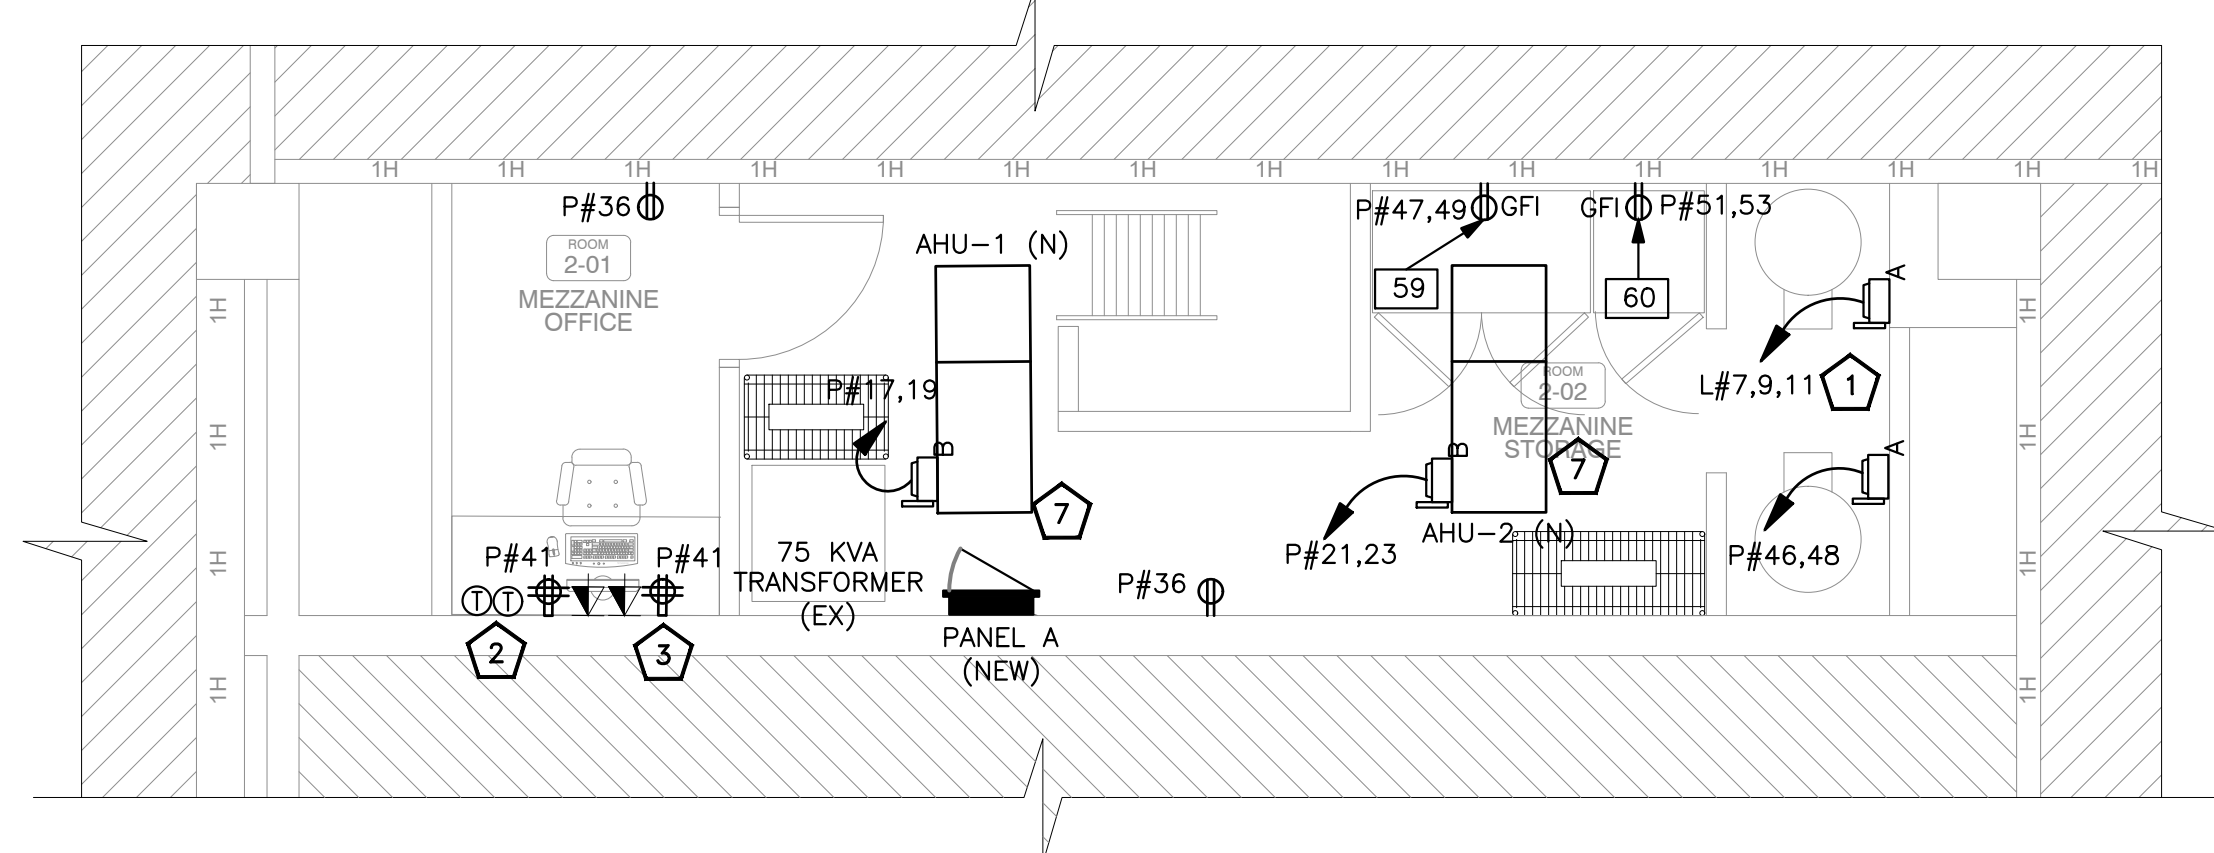 1H 1H 1H 1H 1H 1H 1H 1H 1H 1H 1H 1H 1H 1H 1H
P#36
P#47,49 GFI
GFI P#51,53
ROOM
2-01
MEZZANINE
OFFICE
AHU-1 (N)
59
60
A
1H
1H
P#17,19
L#7,9,11
1
ROOM
2-02
MEZZANINE
STORAGE
1H
1H
B
B
A
7
7
P#41
P#41
75 KVA
TRANSFORMER
(EX)
P#36
P#21,23
AHU-2 (N)
P#46,48
1H
1H
T T
2
3
PANEL A
(NEW)
1H
1H